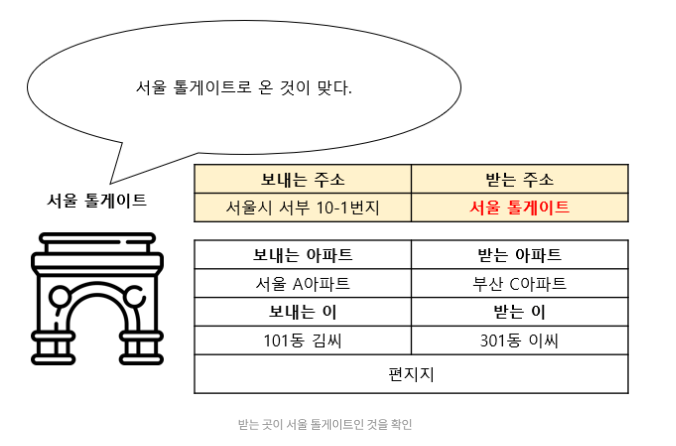 서울 톨게이트로 온 것이 맞다.
서울 톨게이트
보내는 주소 받는 주소
서울시 서부 10-1번지 서울 톨게이트
보내는 아파트 받는 아파트
서울 A아파트 부산 C아파트
보내는 이 받는 이
101동 김씨 301동 이씨
편지지
받는 곳이 서울 톨게이트인 것을 확인